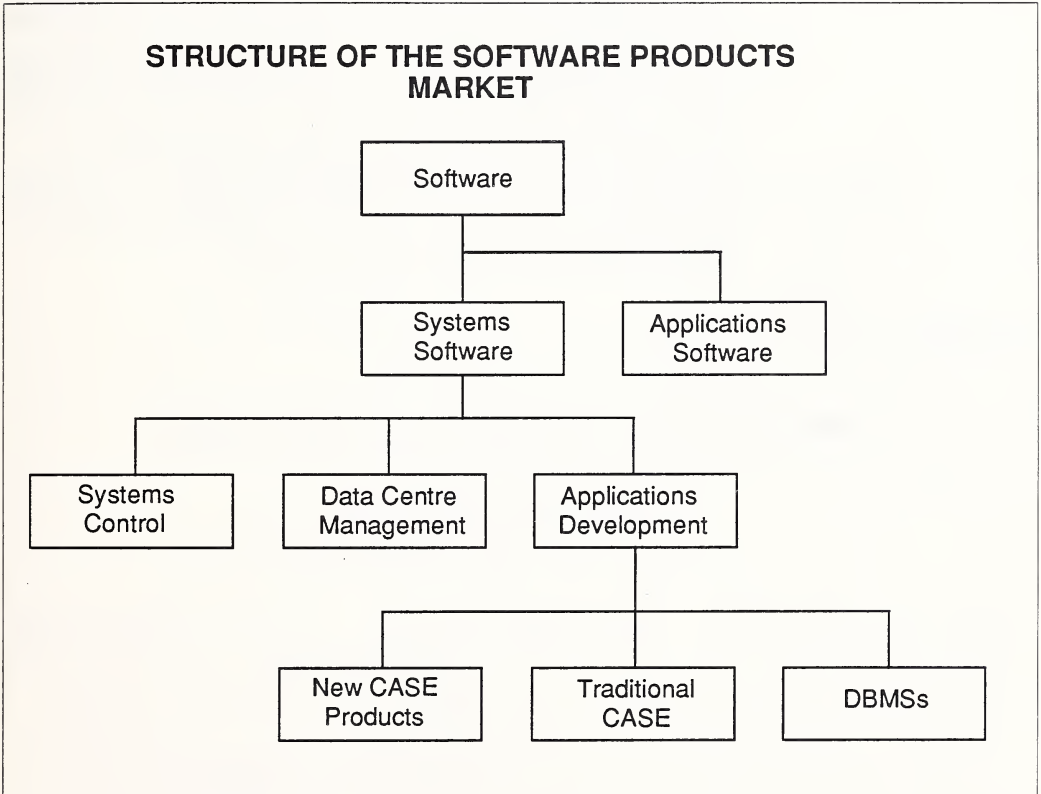 STRUCTURE OF THE SOFTWARE PRODUCTS
MARKET
Software
Systems
Software
Applications
Software
Systems
Control
Data Centre
Management
Applications
Development
New CASE
Products
Traditional
CASE
DBMSs